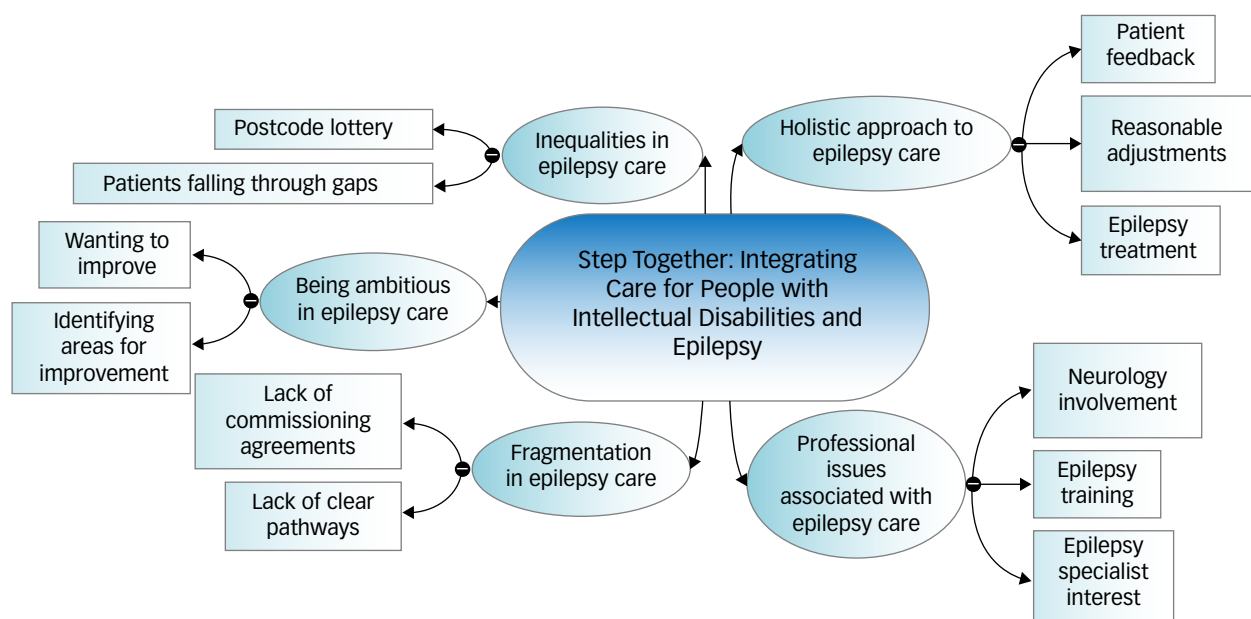 Patient
feedback
Reasonable
adjustments
Epilepsy
treatment
Holistic approach to
epilepsy care
Inequalities in
epilepsy care
Postcode lottery
Patients falling through gaps
Wanting to
improve
Identifying
areas for
improvement
Being ambitious
in epilepsy care
Step Together: Integrating
Care for People with
Intellectual Disabilities and
Epilepsy
Lack of
commissioning
agreements
Lack of clear
pathways
Fragmentation
in epilepsy care
Professional
issues
associated with
epilepsy care
Neurology
involvement
Epilepsy
training
Epilepsy
specialist
interest